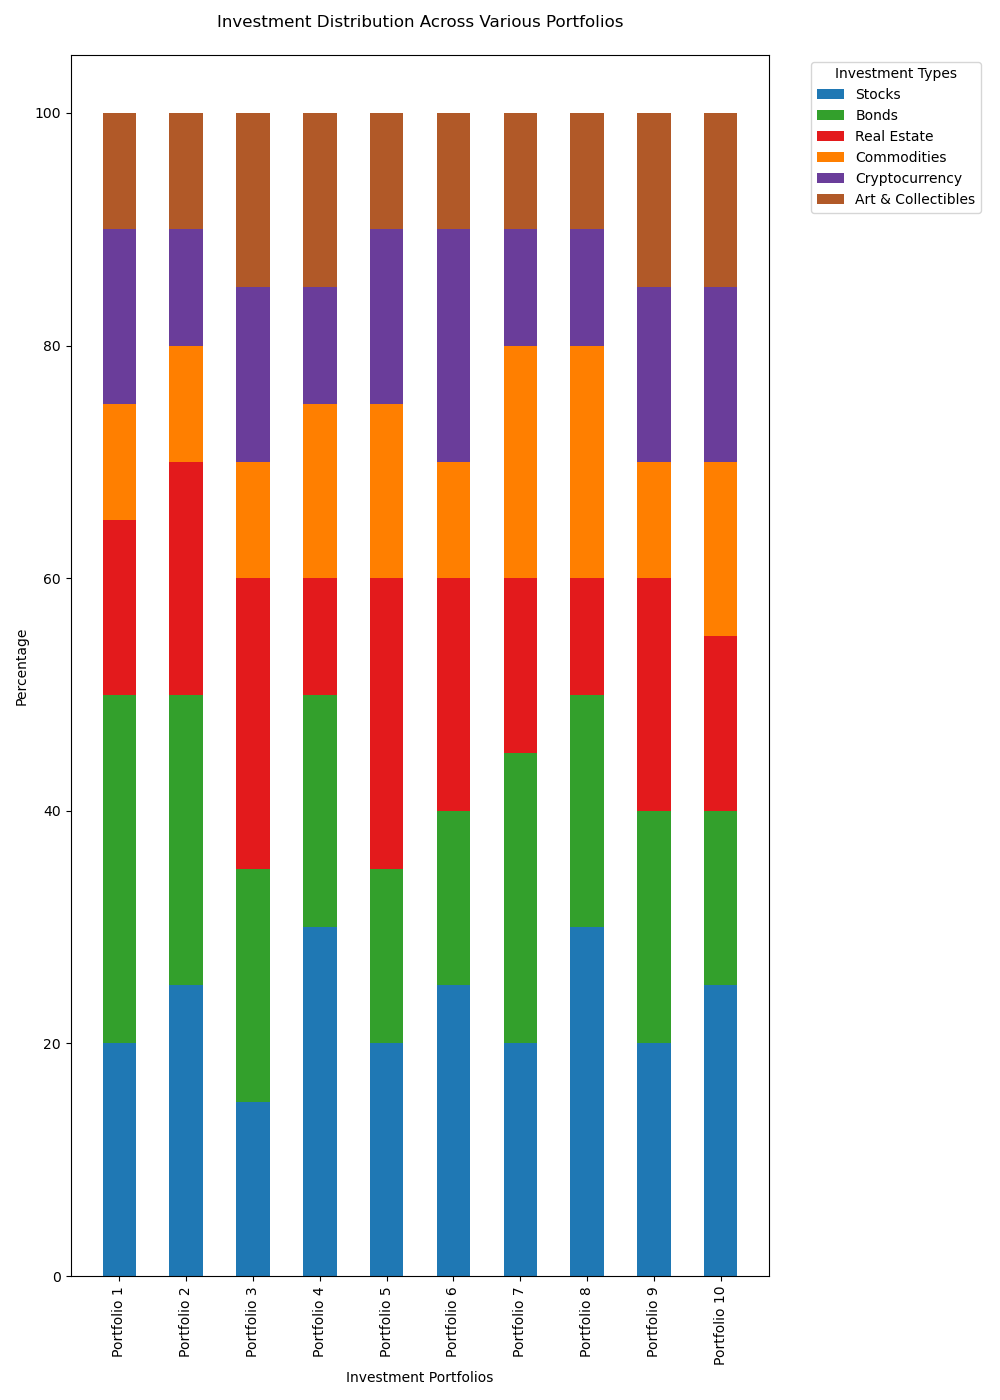 Investment Distribution Across Various Portfolios
Investment Types
Stocks
Bonds
Real Estate
Commodities
Cryptocurrency
Art & Collectibles
Percentage
100
80
60
40
20
0
Portfolio 1
Portfolio 2
Portfolio 3
Portfolio 4
Portfolio 5
Portfolio 6
Portfolio 7
Portfolio 8
Portfolio 9
Portfolio 10
Investment Portfolios